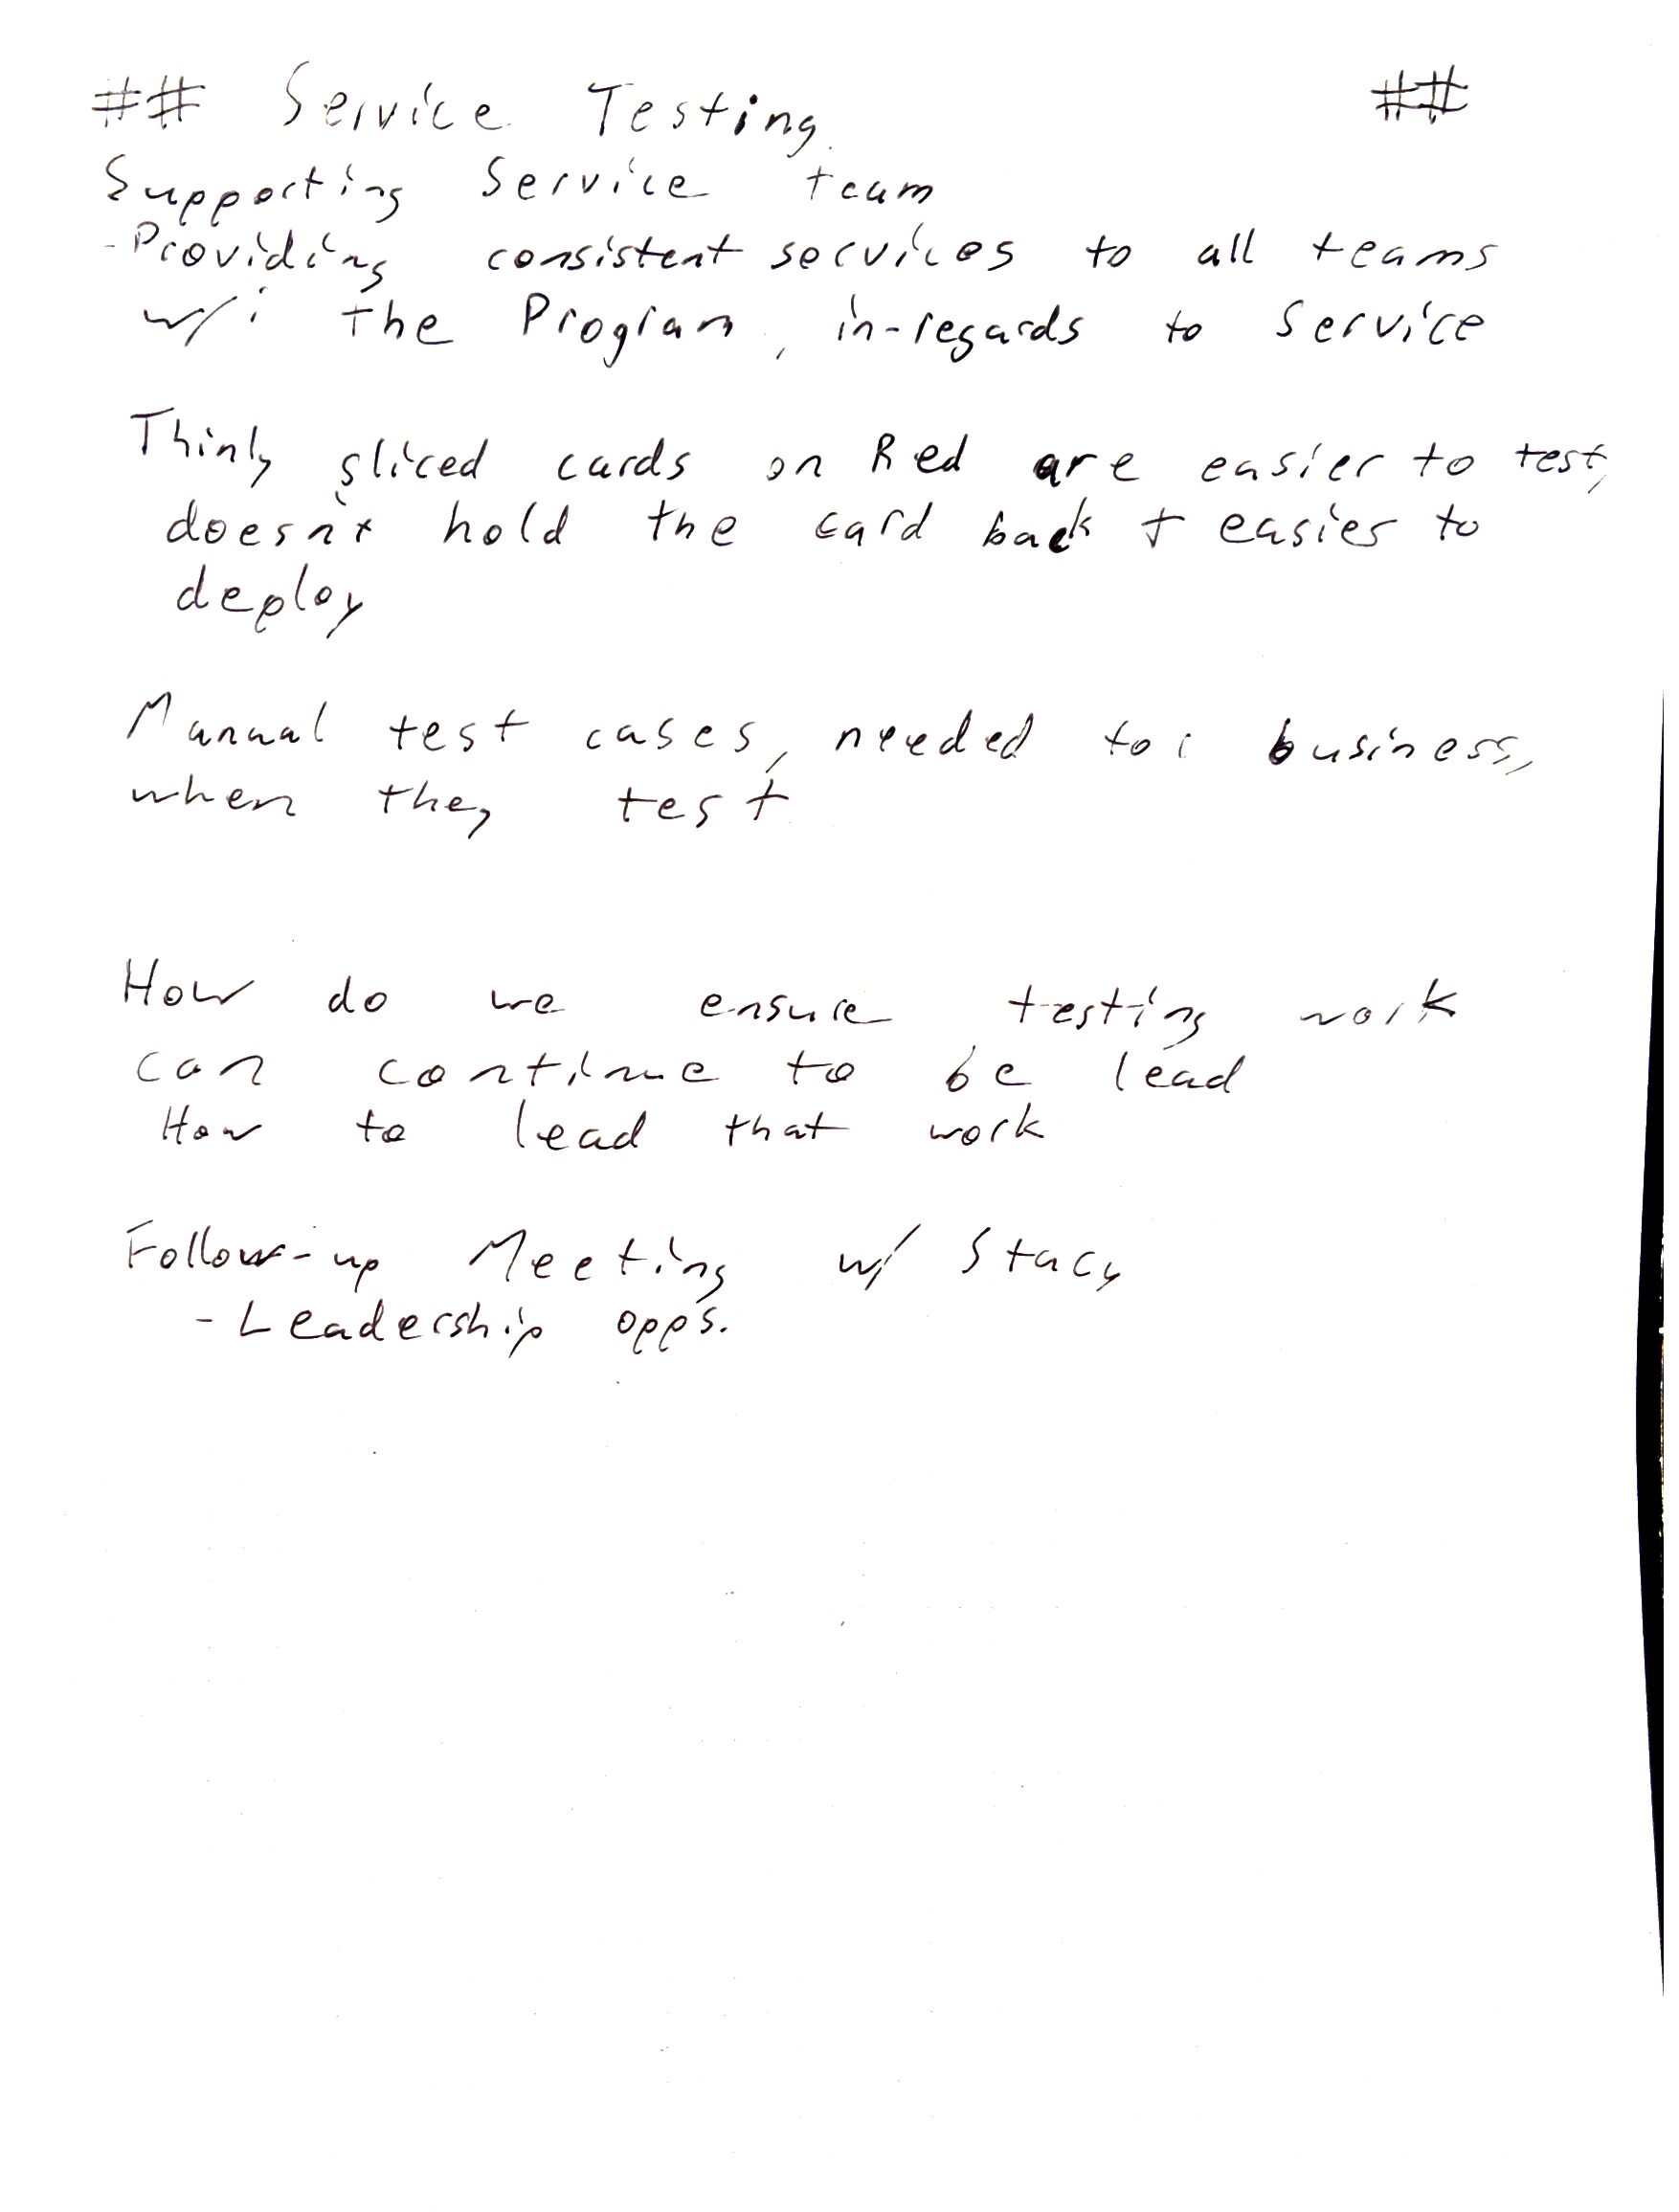 ## Service Testing ##
Supporting Service team
-Providing consistent services to all teams
w/i the Program, in-regards to Service
Thinly sliced cards on Red are easier to test,
doesn't hold the card back + easier to
deploy
Manual test cases, needed for business,
when they test
How do we ensure testing work
can continue to be lead
How to lead that work
Follow-up Meeting w/ Stacy
- Leadership opps.